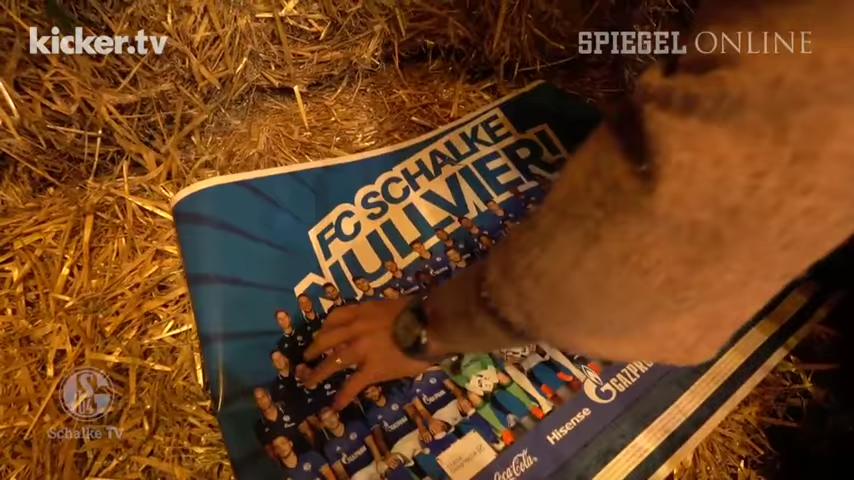 kicker.tv
SPIEGEL ONLINE
FC SCHALKE
NULLVIER!
GAZPROM
Hisense
Coca-Cola
Schalke TV